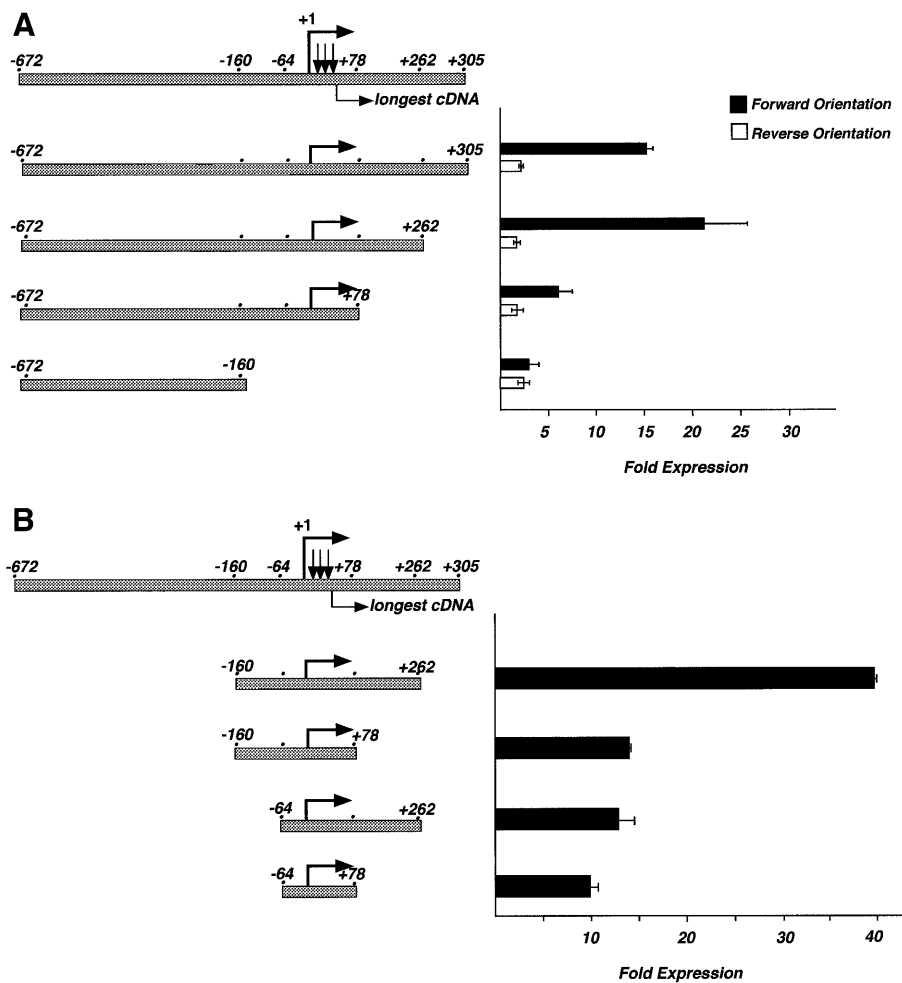 A
+1
-672 -160 -64 +78 +262 +305
longest cDNA
Forward Orientation
Reverse Orientation
-672 +305
-672 +262
-672 +78
-672 -160
5 10 15 20 25 30
Fold Expression
B
+1
-672 -160 -64 +78 +262 +305
longest cDNA
-160 +262
-160 +78
-64 +262
-64 +78
10 20 30 40
Fold Expression